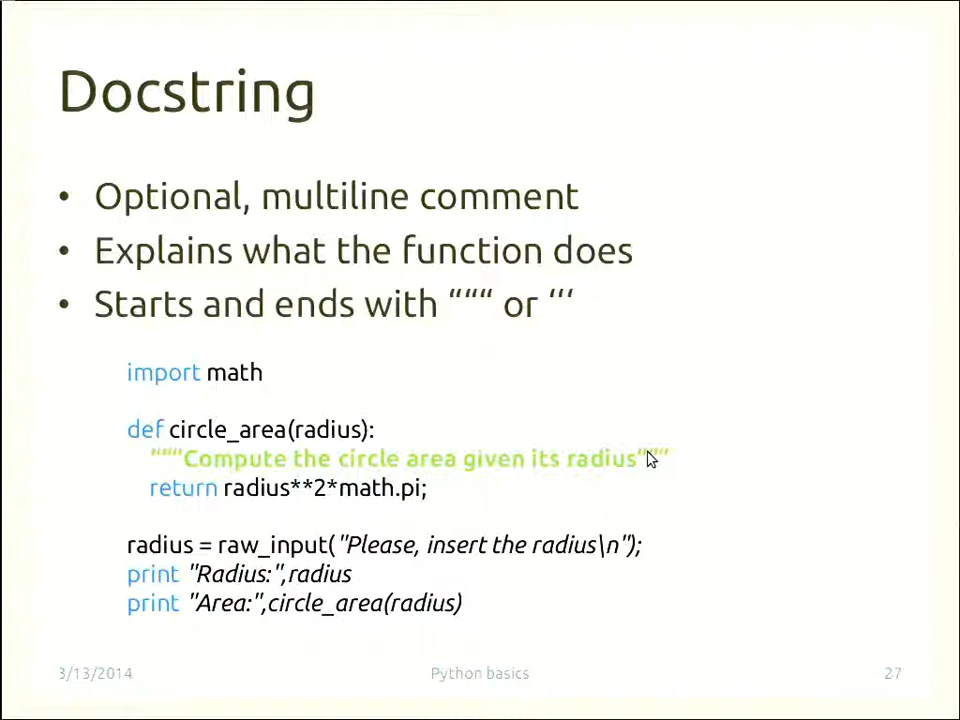 Docstring
• Optional, multiline comment
• Explains what the function does
• Starts and ends with “““ or ‘‘‘
import math
def circle_area(radius):
“““Compute the circle area given its radius”””
return radius**2*math.pi;
radius = raw_input("Please, insert the radius\n");
print "Radius:",radius
print "Area:",circle_area(radius)
3/13/2014 Python basics 27